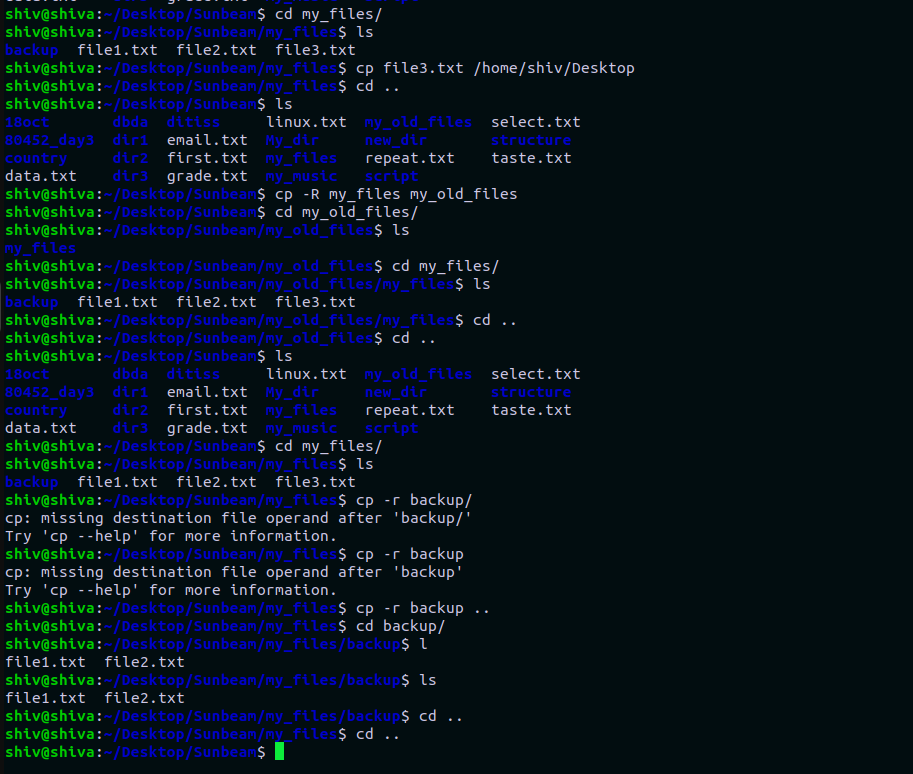 shiv@shiva:~/Desktop/Sunbeam$ cd my_files/
shiv@shiva:~/Desktop/Sunbeam/my_files$ ls
backup  file1.txt  file2.txt  file3.txt
shiv@shiva:~/Desktop/Sunbeam/my_files$ cp file3.txt /home/shiv/Desktop
shiv@shiva:~/Desktop/Sunbeam/my_files$ cd ..
shiv@shiva:~/Desktop/Sunbeam$ ls
18oct       dbda  ditiss     linux.txt  my_old_files  select.txt
80452_day3  dir1  email.txt  My_dir     new_dir       structure
country     dir2  first.txt  my_files   repeat.txt    taste.txt
data.txt    dir3  grade.txt  my_music   script
shiv@shiva:~/Desktop/Sunbeam$ cp -R my_files my_old_files
shiv@shiva:~/Desktop/Sunbeam$ cd my_old_files/
shiv@shiva:~/Desktop/Sunbeam/my_old_files$ ls
my_files
shiv@shiva:~/Desktop/Sunbeam/my_old_files$ cd my_files/
shiv@shiva:~/Desktop/Sunbeam/my_old_files/my_files$ ls
backup  file1.txt  file2.txt  file3.txt
shiv@shiva:~/Desktop/Sunbeam/my_old_files/my_files$ cd ..
shiv@shiva:~/Desktop/Sunbeam/my_old_files$ cd ..
shiv@shiva:~/Desktop/Sunbeam$ ls
18oct       dbda  ditiss     linux.txt  my_old_files  select.txt
80452_day3  dir1  email.txt  My_dir     new_dir       structure
country     dir2  first.txt  my_files   repeat.txt    taste.txt
data.txt    dir3  grade.txt  my_music   script
shiv@shiva:~/Desktop/Sunbeam$ cd my_files/
shiv@shiva:~/Desktop/Sunbeam/my_files$ ls
backup  file1.txt  file2.txt  file3.txt
shiv@shiva:~/Desktop/Sunbeam/my_files$ cp -r backup/
cp: missing destination file operand after 'backup/'
Try 'cp --help' for more information.
shiv@shiva:~/Desktop/Sunbeam/my_files$ cp -r backup
cp: missing destination file operand after 'backup'
Try 'cp --help' for more information.
shiv@shiva:~/Desktop/Sunbeam/my_files$ cp -r backup ..
shiv@shiva:~/Desktop/Sunbeam/my_files$ cd backup/
shiv@shiva:~/Desktop/Sunbeam/my_files/backup$ l
file1.txt  file2.txt
shiv@shiva:~/Desktop/Sunbeam/my_files/backup$ ls
file1.txt  file2.txt
shiv@shiva:~/Desktop/Sunbeam/my_files/backup$ cd ..
shiv@shiva:~/Desktop/Sunbeam/my_files$ cd ..
shiv@shiva:~/Desktop/Sunbeam$